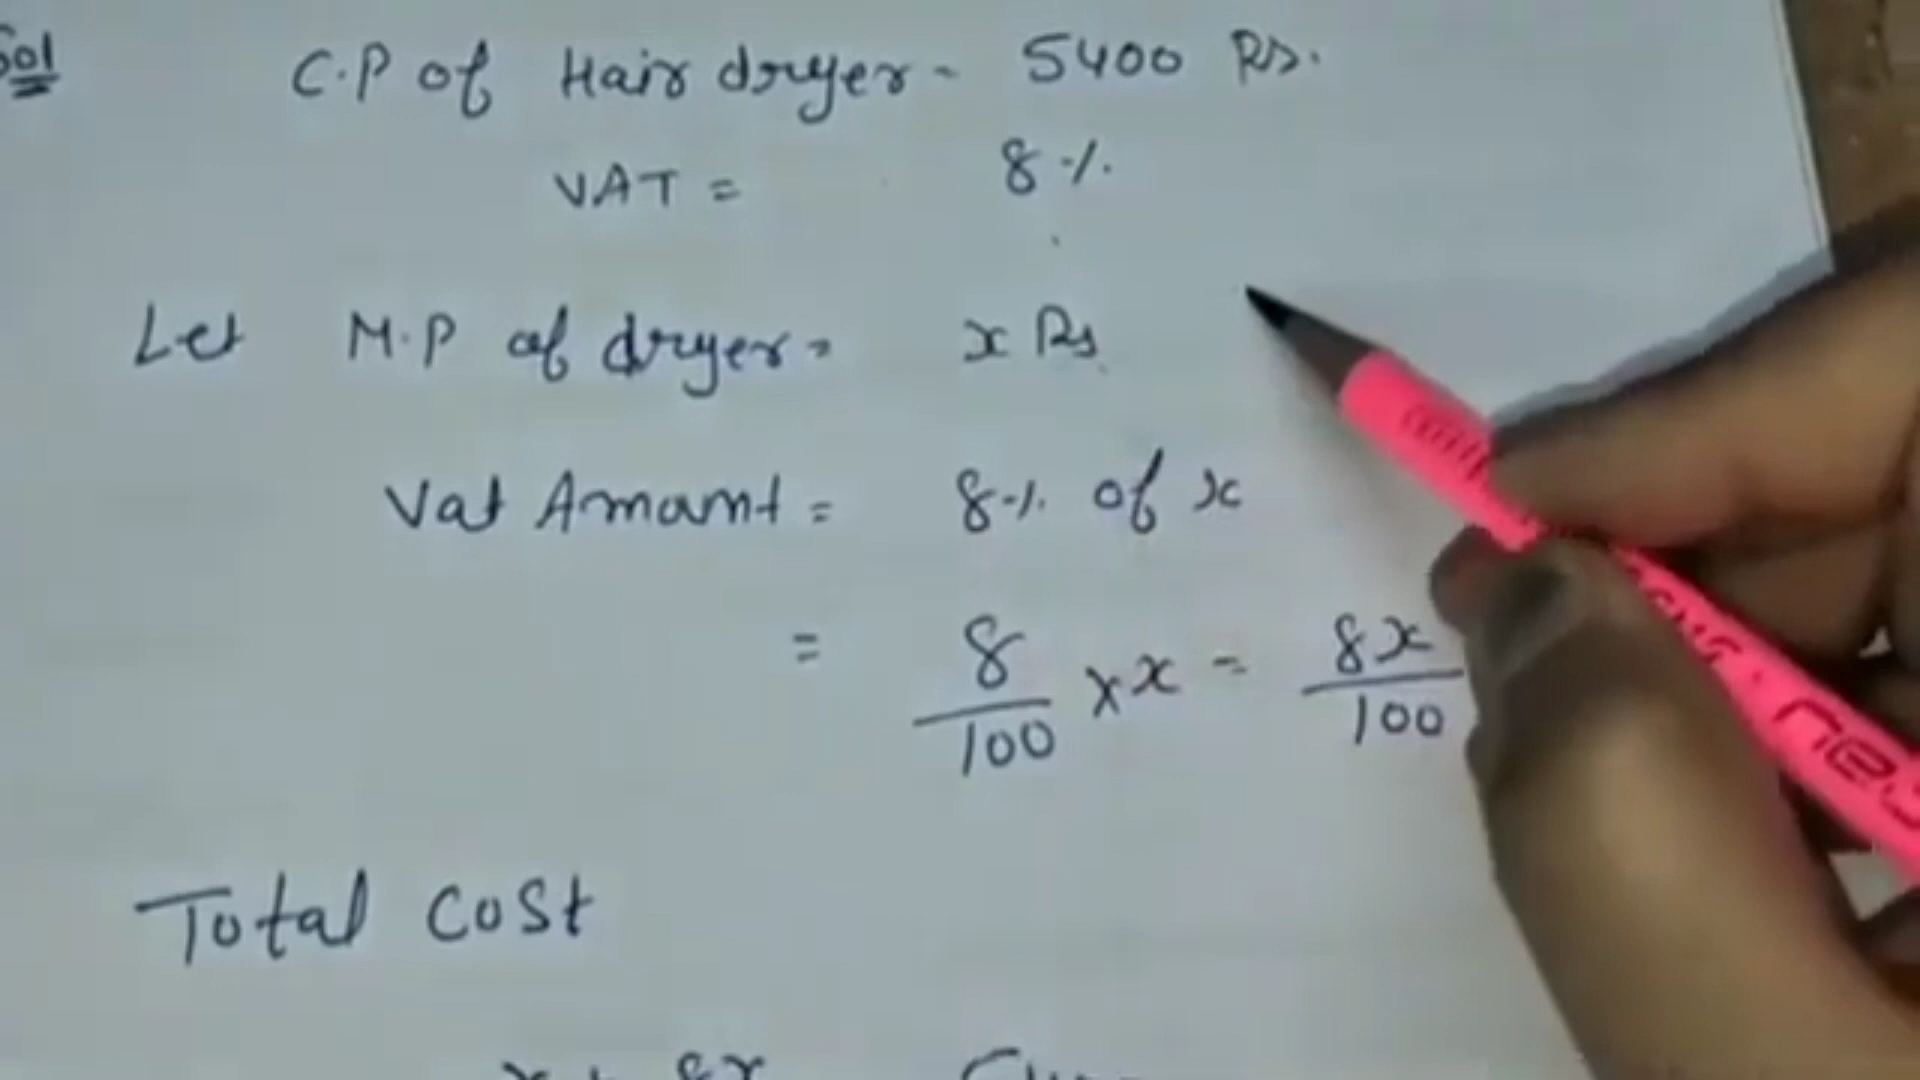 Sol
C.P of Hair dryer - 5400 Rs.
VAT = 8%
Let M.P of dryer = x Rs
Vat Amount = 8% of x
= 8/100 × x = 8x/100
Total cost